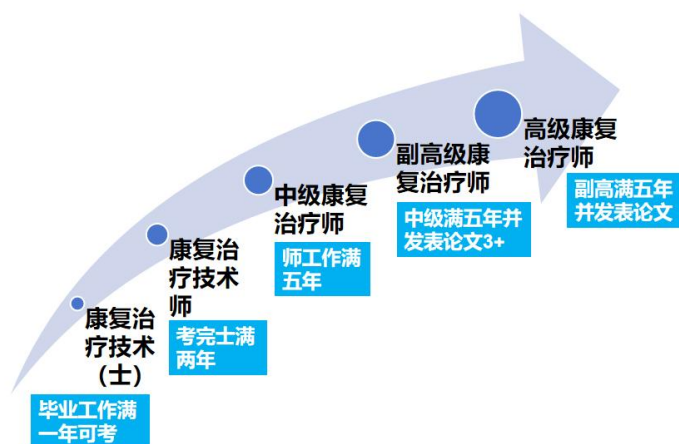 康复治
疗技术
（士）
毕业工作满
一年可考
康复治
疗技术
师
考完士满
两年
中级康复
治疗师
师工作满
五年
副高级康
复治疗师
中级满五年并
发表论文3+
高级康复
治疗师
副高满五年
并发表论文